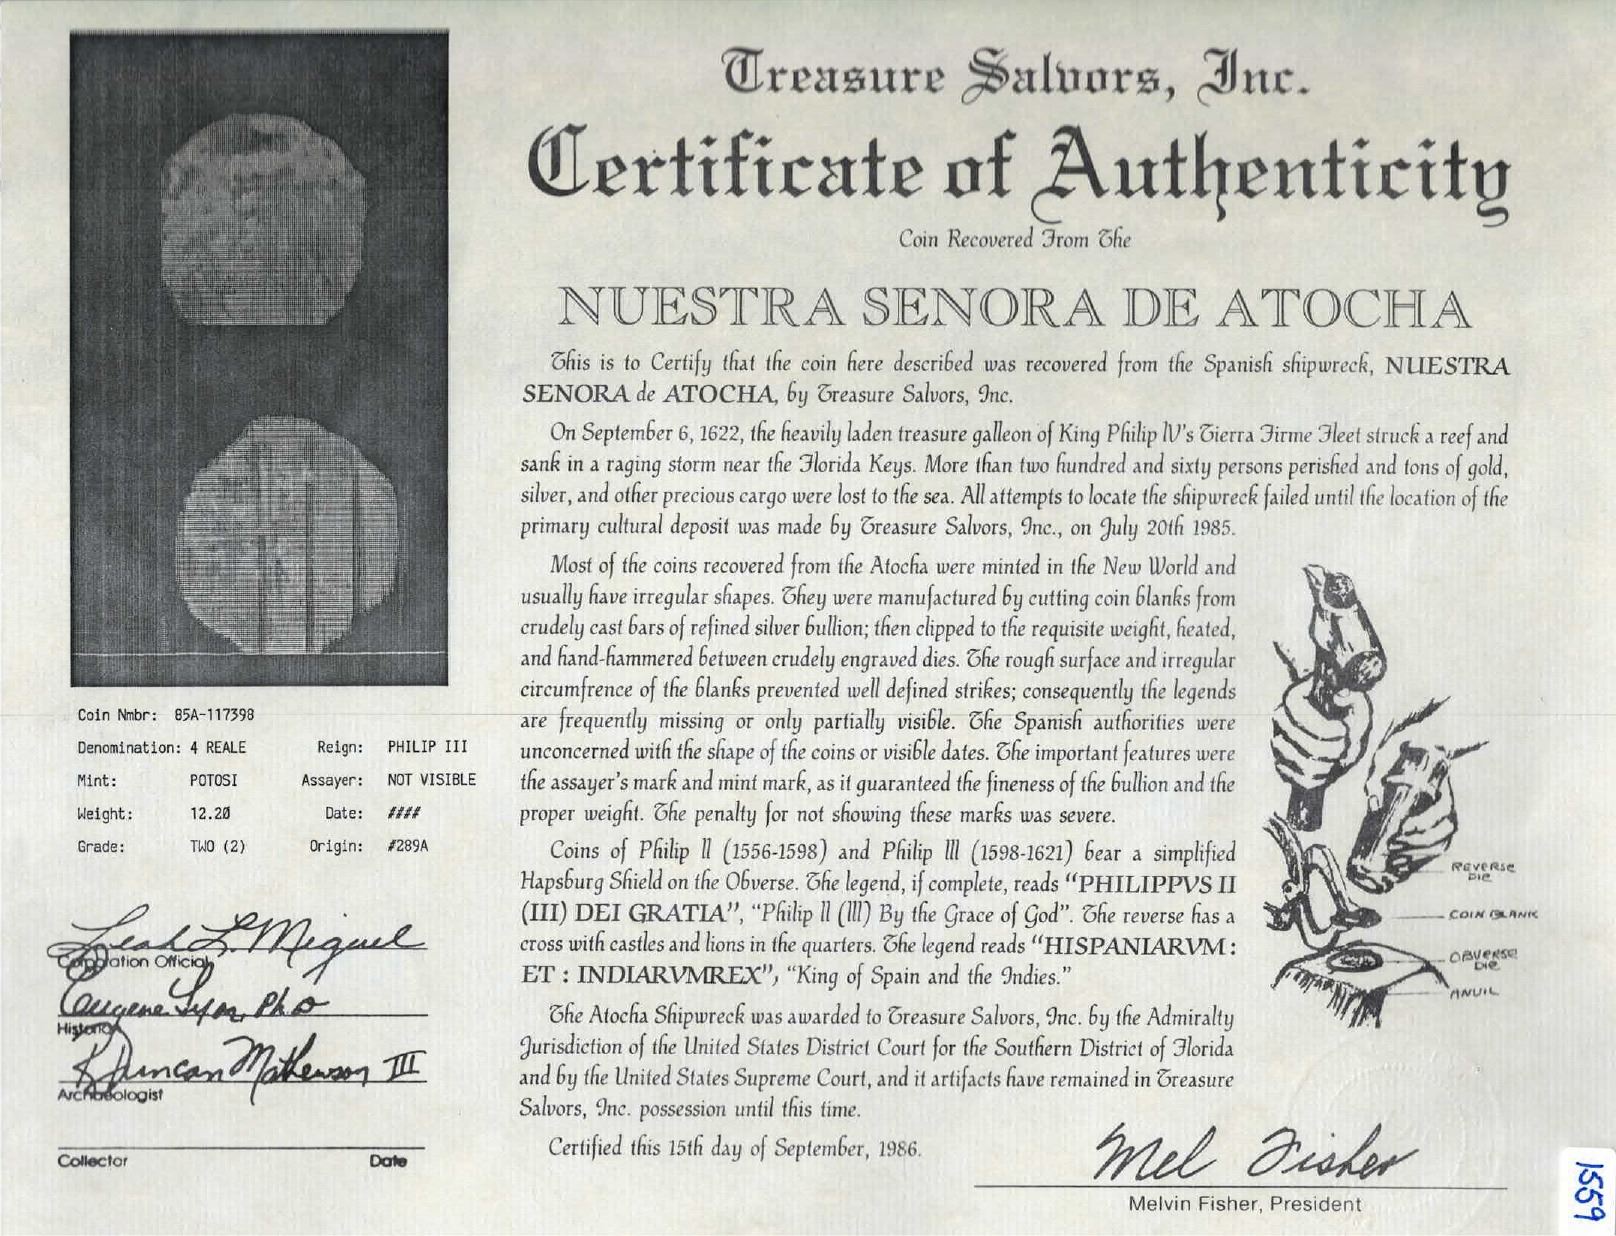 Treasure Salvors, Inc.
Certificate of Authenticity
Coin Recovered From The
NUESTRA SENORA DE ATOCHA
This is to Certify that the coin here described was recovered from the Spanish shipwreck, NUESTRA
SENORA de ATOCHA, by Treasure Salvors, Inc.
On September 6, 1622, the heavily laden treasure galleon of King Philip IV's Tierra Firme Fleet struck a reef and
sank in a raging storm near the Florida Keys. More than two hundred and sixty persons perished and tons of gold,
silver, and other precious cargo were lost to the sea. All attempts to locate the shipwreck failed until the location of the
primary cultural deposit was made by Treasure Salvors, Inc., on July 20th 1985.
Most of the coins recovered from the Atocha were minted in the New World and
usually have irregular shapes. They were manufactured by cutting coin blanks from
crudely cast bars of refined silver bullion; then clipped to the requisite weight, heated,
and hand-hammered between crudely engraved dies. The rough surface and irregular
circumfrence of the blanks prevented well defined strikes; consequently the legends
are frequently missing or only partially visible. The Spanish authorities were
unconcerned with the shape of the coins or visible dates. The important features were
the assayer's mark and mint mark, as it guaranteed the fineness of the bullion and the
proper weight. The penalty for not showing these marks was severe.
Coins of Philip II (1556-1598) and Philip III (1598-1621) bear a simplified
Hapsburg Shield on the Obverse. The legend, if complete, reads "PHILIPPVS II
(III) DEI GRATIA", "Philip II (III) By the Grace of God". The reverse has a
cross with castles and lions in the quarters. The legend reads "HISPANIARVM :
ET : INDIARVMREX", "King of Spain and the Indies."
The Atocha Shipwreck was awarded to Treasure Salvors, Inc. by the Admiralty
Jurisdiction of the United States District Court for the Southern District of Florida
and by the United States Supreme Court, and it artifacts have remained in Treasure
Salvors, Inc. possession until this time.
Certified this 15th day of September, 1986.
Mel Fisher
Melvin Fisher, President
REVERSE
DIE
COIN BLANK
OBVERSE
DIE
ANVIL
Coin Nmbr: 85A-117398
Denomination: 4 REALE Reign: PHILIP III
Mint: POTOSI Assayer: NOT VISIBLE
Weight: 12.20 Date: ####
Grade: TWO (2) Origin: #289A
Leah L. Miguel
Corporation Official
Eugene Lyon, Ph D
Historian
R Duncan Mathewson III
Archaeologist
Collector Date
1559